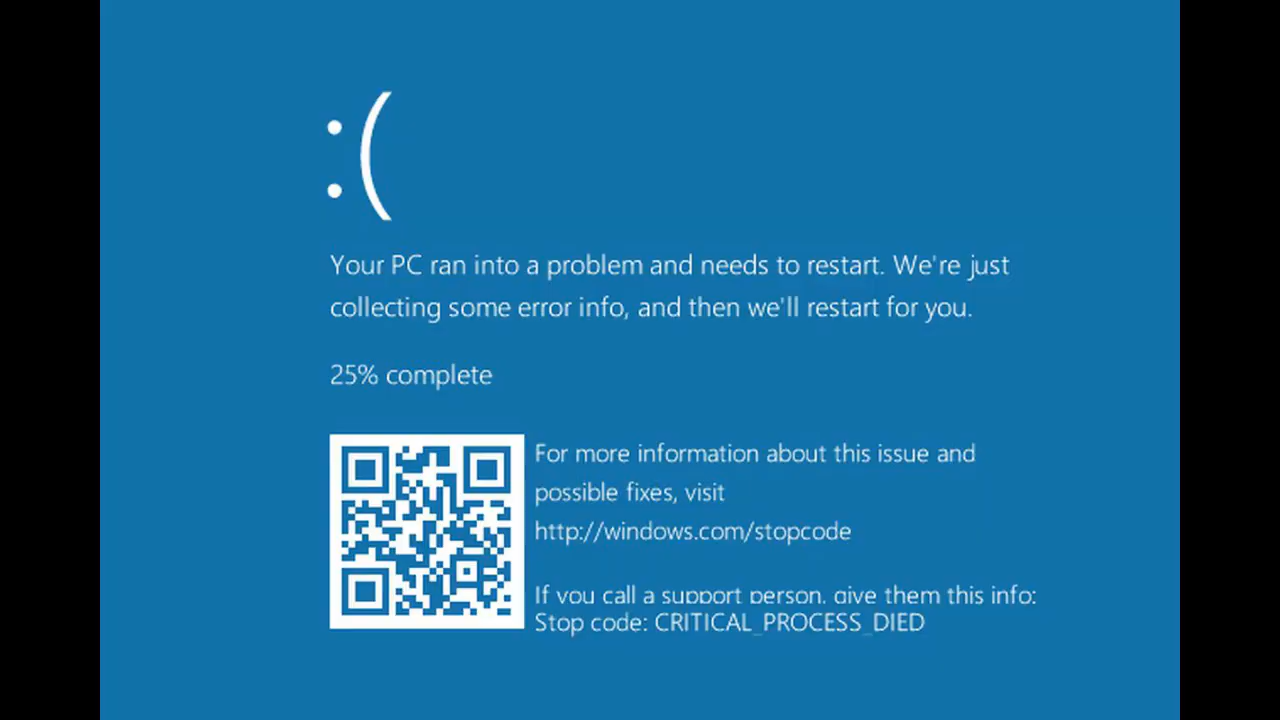 :(
Your PC ran into a problem and needs to restart. We're just
collecting some error info, and then we'll restart for you.
25% complete
For more information about this issue and
possible fixes, visit
http://windows.com/stopcode
If you call a support person, give them this info:
Stop code: CRITICAL_PROCESS_DIED